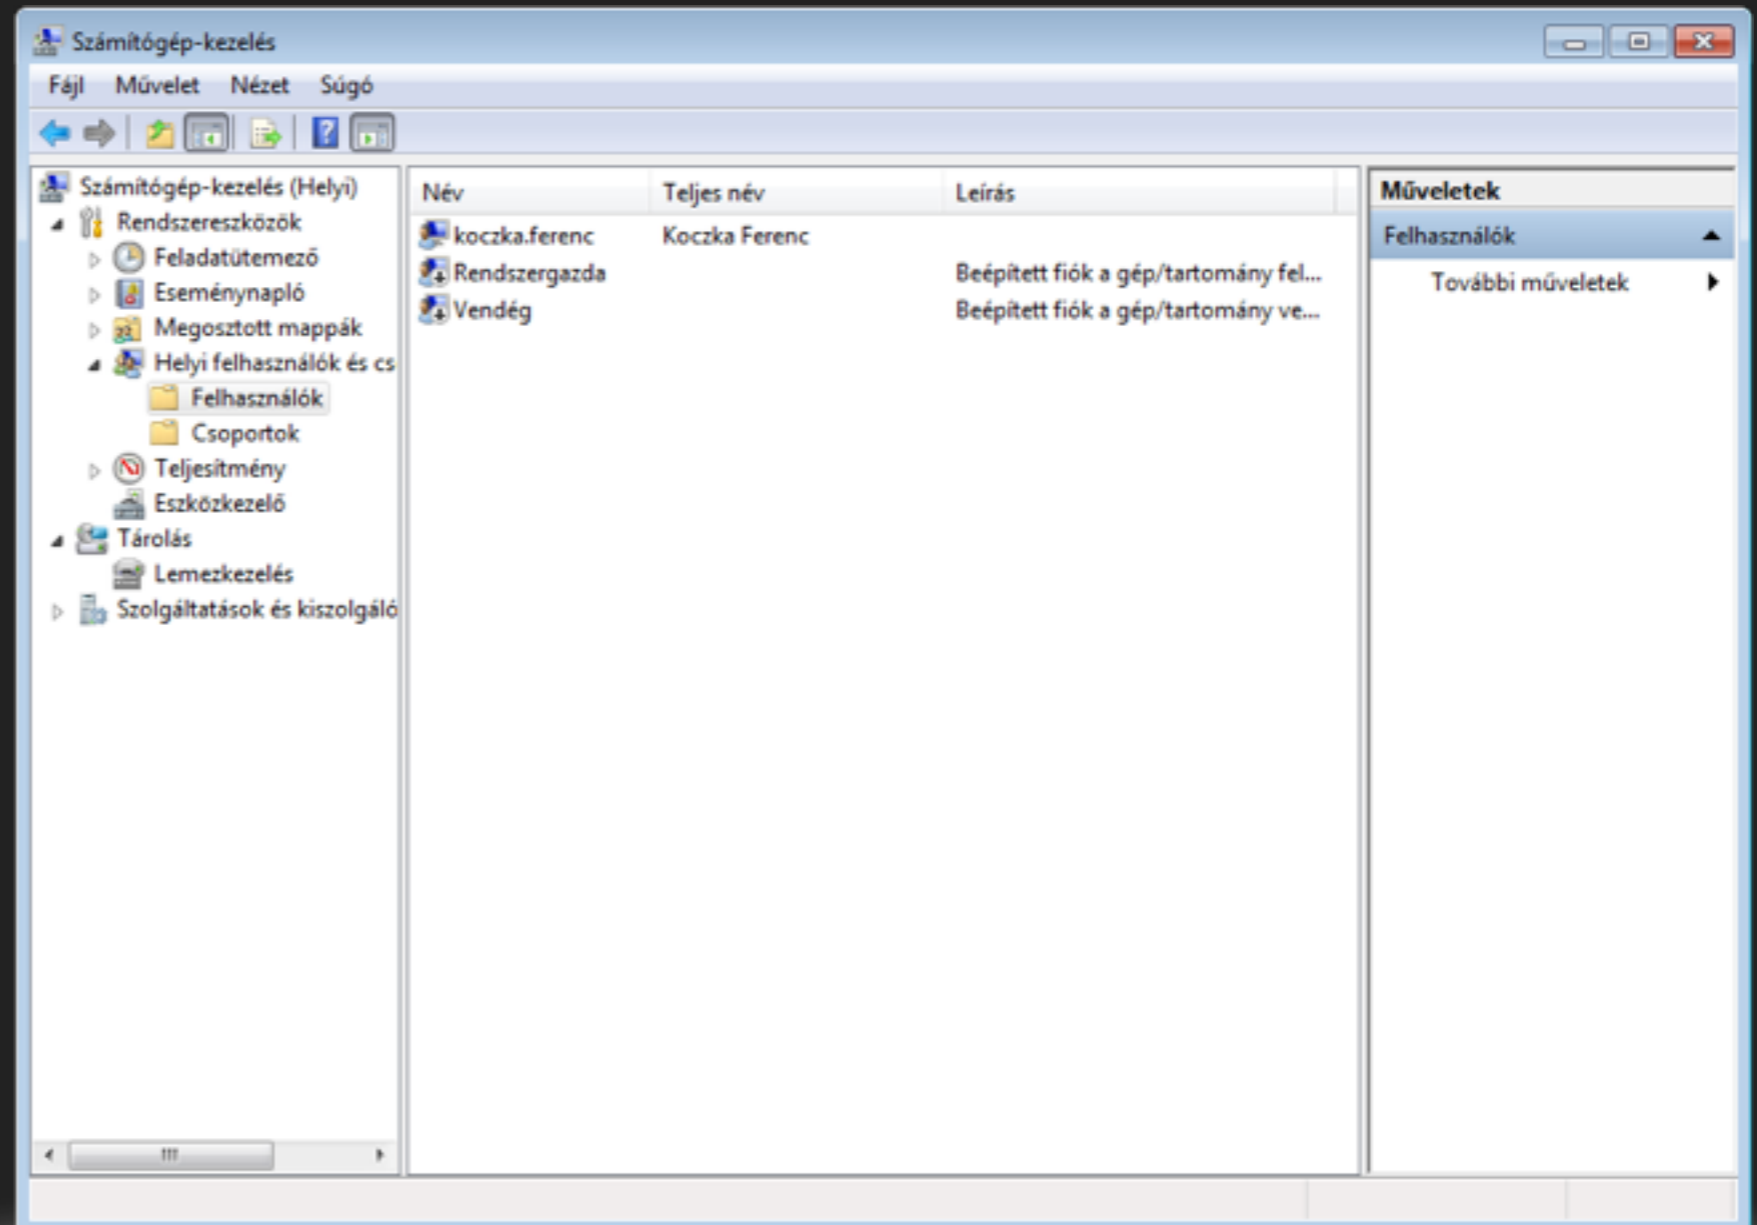 Számítógép-kezelés
Fájl Művelet Nézet Súgó
Számítógép-kezelés (Helyi)
Rendszereszközök
Feladatütemező
Eseménynapló
Megosztott mappák
Helyi felhasználók és cs
Felhasználók
Csoportok
Teljesítmény
Eszközkezelő
Tárolás
Lemezkezelés
Szolgáltatások és kiszolgáló
Név Teljes név Leírás
koczka.ferenc Koczka Ferenc
Rendszergazda Beépített fiók a gép/tartomány fel...
Vendég Beépített fiók a gép/tartomány ve...
Műveletek
Felhasználók
További műveletek